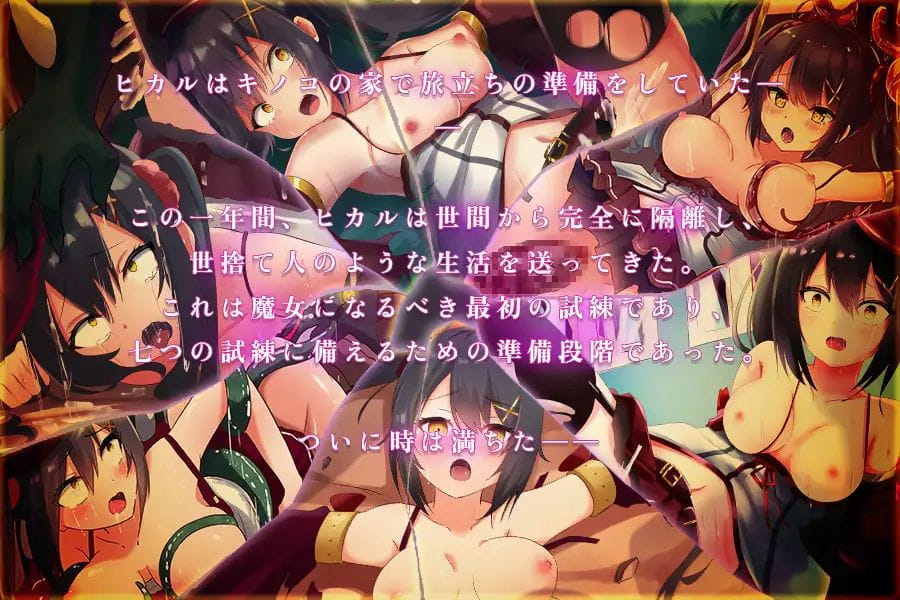 ヒカルはキノコの家で旅立ちの準備をしていた―
―
この一年間、ヒカルは世間から完全に隔離し、
世捨て人のような生活を送ってきた。
これは魔女になるべき最初の試練であり、
七つの試練に備えるための準備段階であった。
ついに時は満ちた――